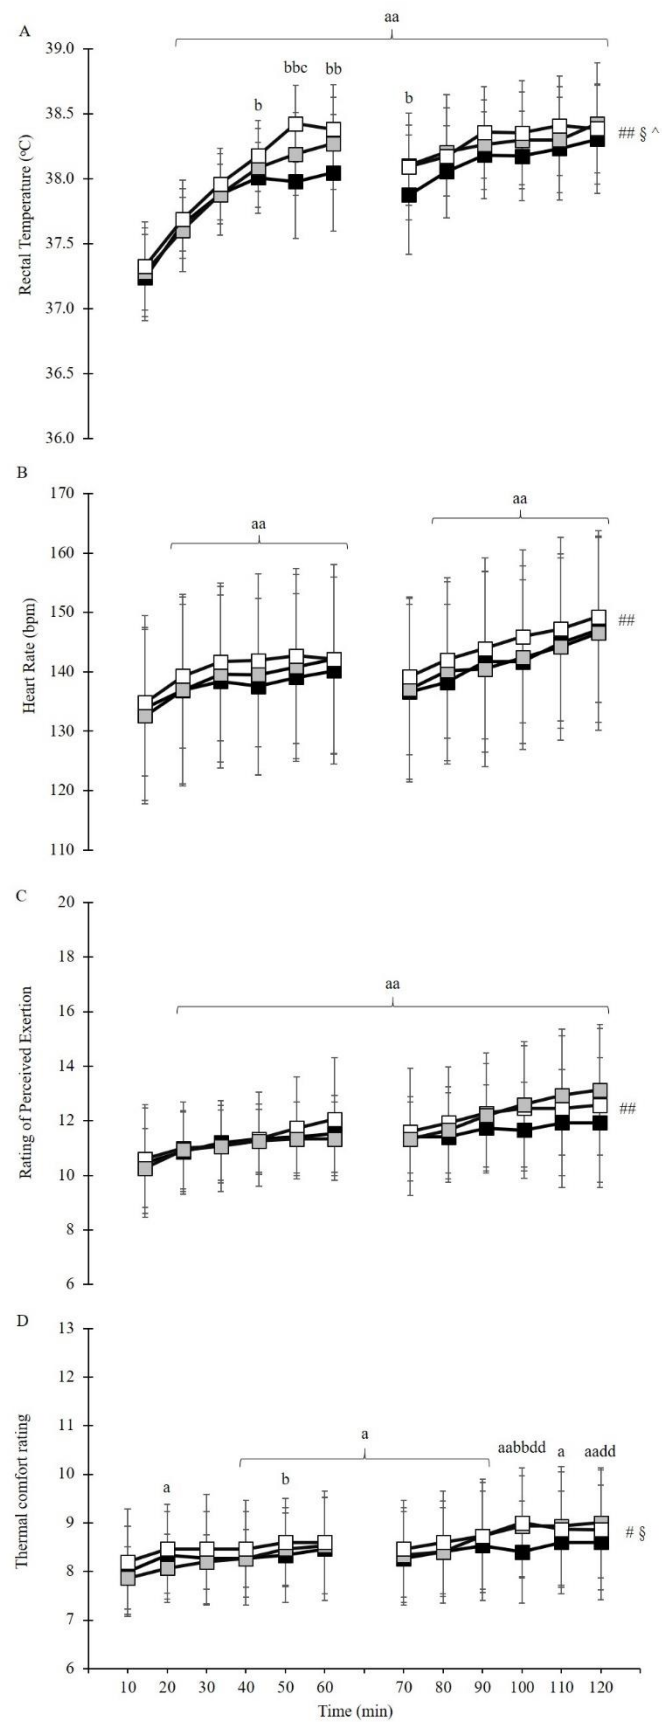 A
aa
39.0
bbc
bb
b
b
38.5
## § ^
38.0
37.5
37.0
36.5
36.0
Rectal Temperature (ºC)
B
170
aa
aa
160
150
##
140
130
120
110
Heart Rate (bpm)
C
20
18
aa
16
14
12
##
10
8
6
Rating of Perceived Exertion
D
13
12
11
a
aabbdd
a
aadd
10
a
b
9
# §
8
7
6
Thermal comfort rating
10 20 30 40 50 60 70 80 90 100 110 120
Time (min)